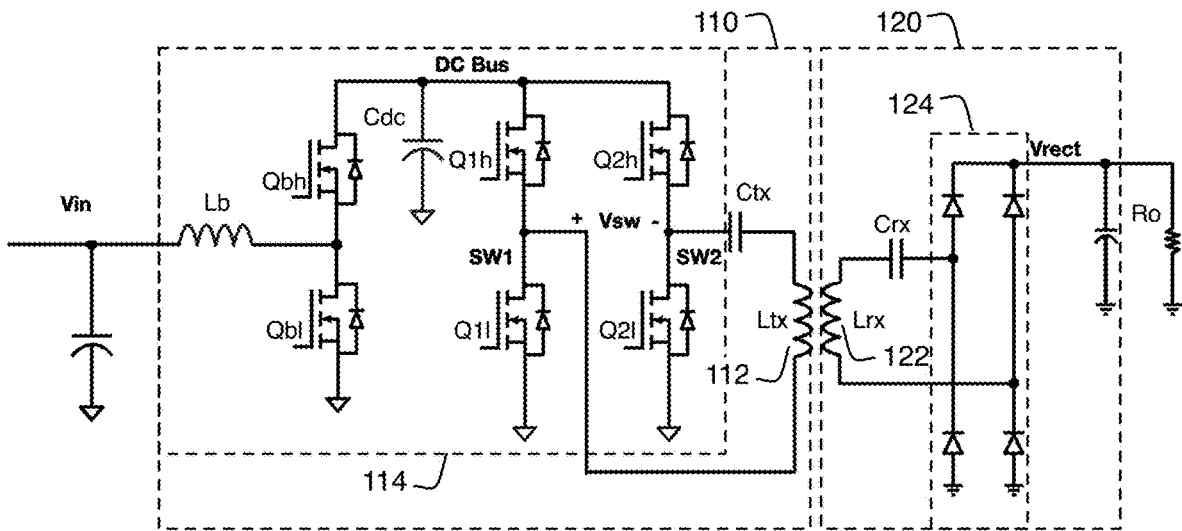 110
120
DC Bus
124
Cdc
Q1h
Q2h
Vrect
Qbh
Ctx
Vin
Lb
Crx
Ro
+
Vsw
-
SW1
SW2
Qbl
Q1l
Q2l
Ltx
Lrx
112
122
114